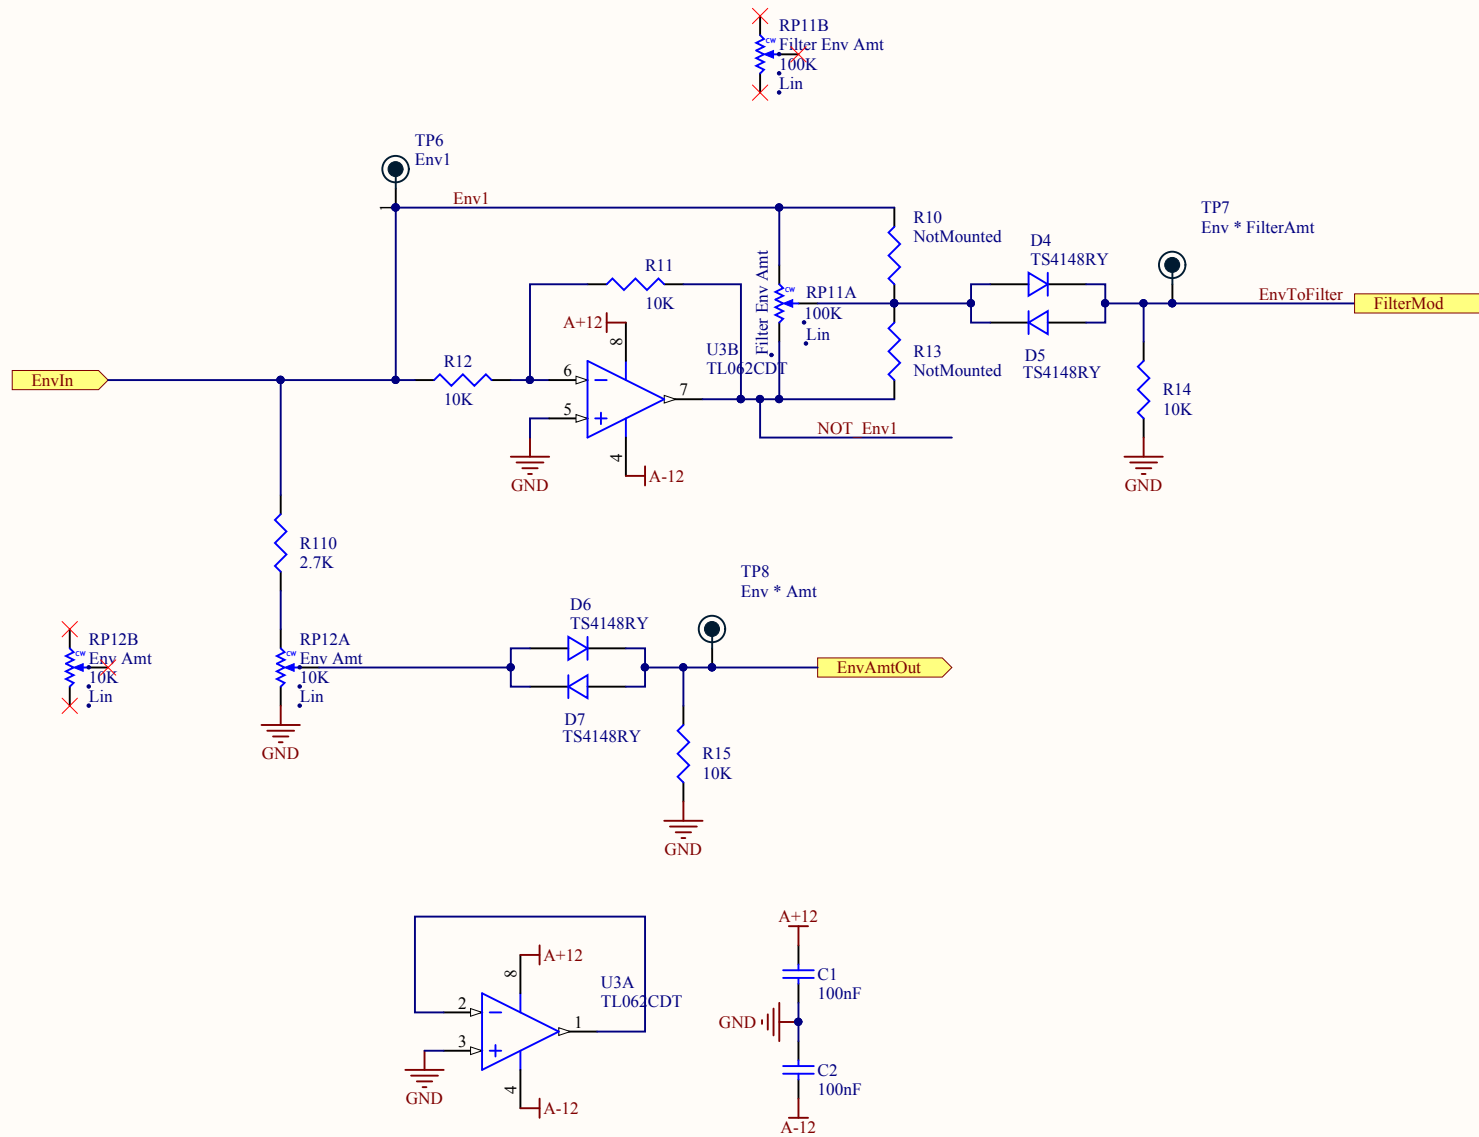 RP11B
cw
Filter Env Amt
100K
Lin
TP6
Env1
Env1
R10
NotMounted
TP7
Env * FilterAmt
D4
TS4148RY
R11
10K
Filter Env Amt
cw
RP11A
100K
Lin
EnvToFilter
FilterMod
A+12
8
U3B
TL062CDT
R13
NotMounted
D5
TS4148RY
R14
10K
EnvIn
R12
10K
6
5
7
4
NOT_Env1
GND
A-12
GND
R110
2.7K
TP8
Env * Amt
D6
TS4148RY
RP12B
cw
Env Amt
10K
Lin
RP12A
cw
Env Amt
10K
Lin
EnvAmtOut
D7
TS4148RY
GND
R15
10K
GND
A+12
8
U3A
TL062CDT
2
3
1
4
GND
A-12
A+12
C1
100nF
GND
C2
100nF
A-12